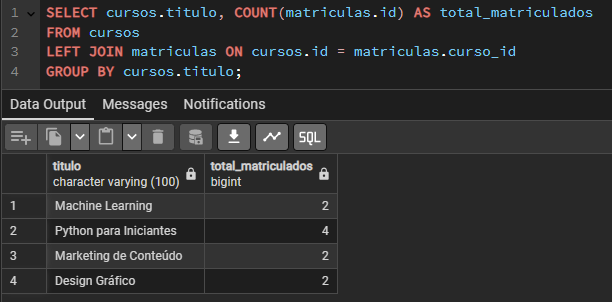 1 SELECT cursos.titulo, COUNT(matriculas.id) AS total_matriculados
2 FROM cursos
3 LEFT JOIN matriculas ON cursos.id = matriculas.curso_id
4 GROUP BY cursos.titulo;
Data Output Messages Notifications
SQL
titulo total_matriculados
character varying (100) bigint
1 Machine Learning 2
2 Python para Iniciantes 4
3 Marketing de Conteúdo 2
4 Design Gráfico 2